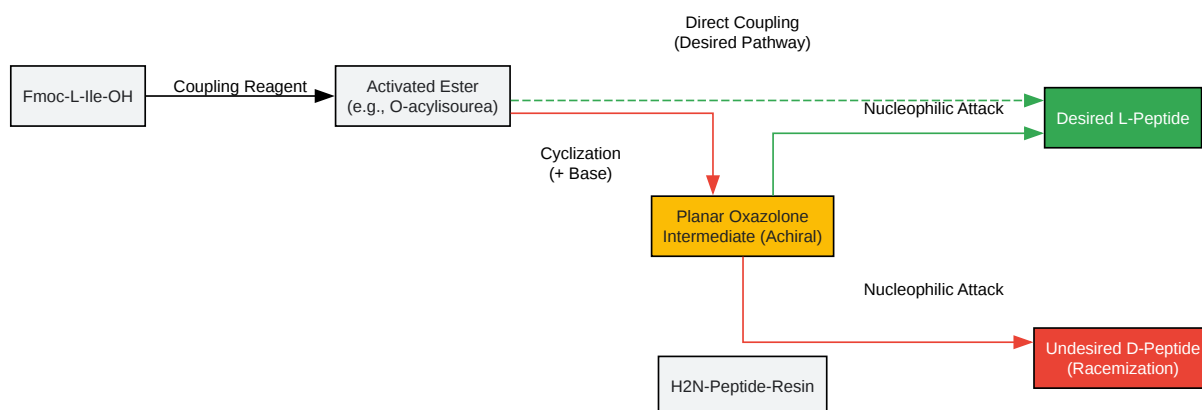 Direct Coupling
(Desired Pathway)
Fmoc-L-Ile-OH
Coupling Reagent
Activated Ester
(e.g., O-acylisourea)
Nucleophilic Attack
Desired L-Peptide
Cyclization
(+ Base)
Planar Oxazolone
Intermediate (Achiral)
Nucleophilic Attack
Undesired D-Peptide
(Racemization)
H2N-Peptide-Resin